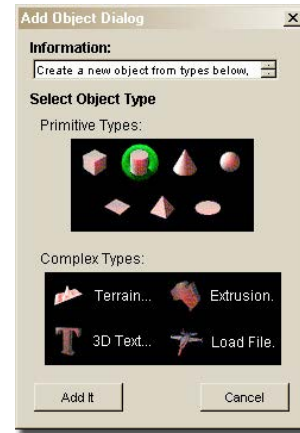 Add Object Dialog
Information:
Create a new object from types below,
Select Object Type
Primitive Types:
Complex Types:
Terrain... Extrusion.
3D Text... Load File.
Add It Cancel